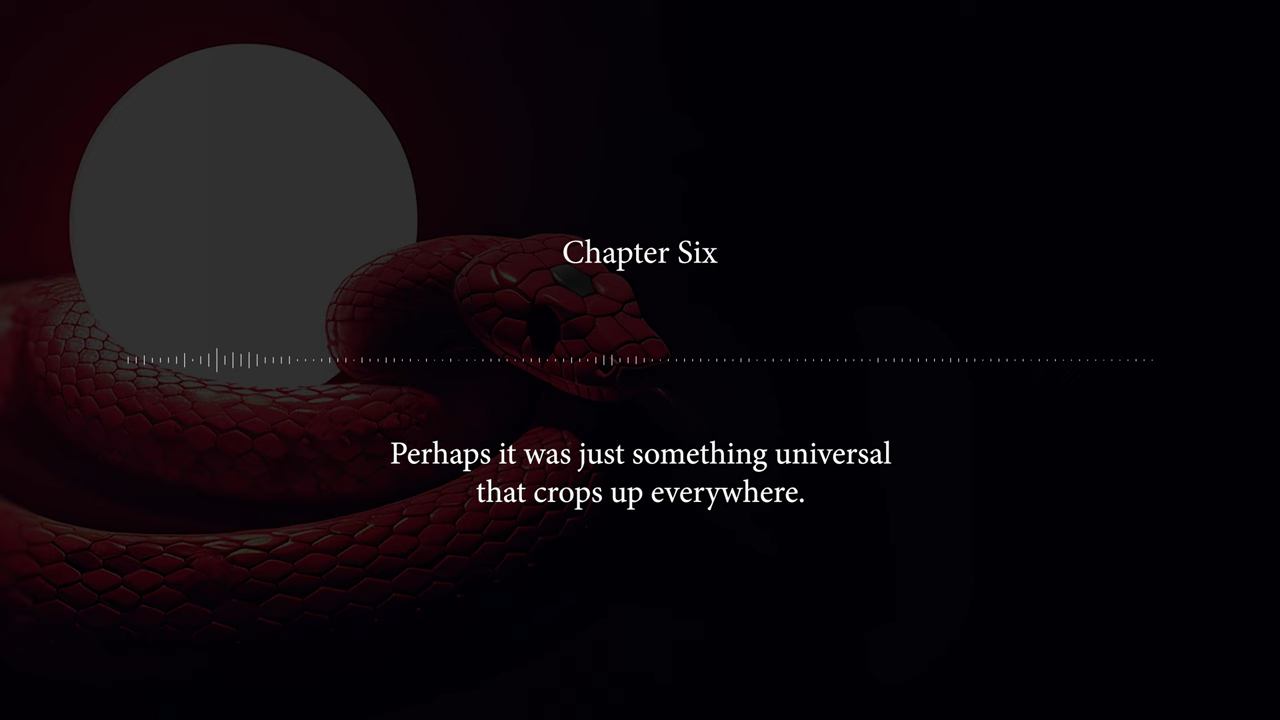 Chapter Six
Perhaps it was just something universal
that crops up everywhere.